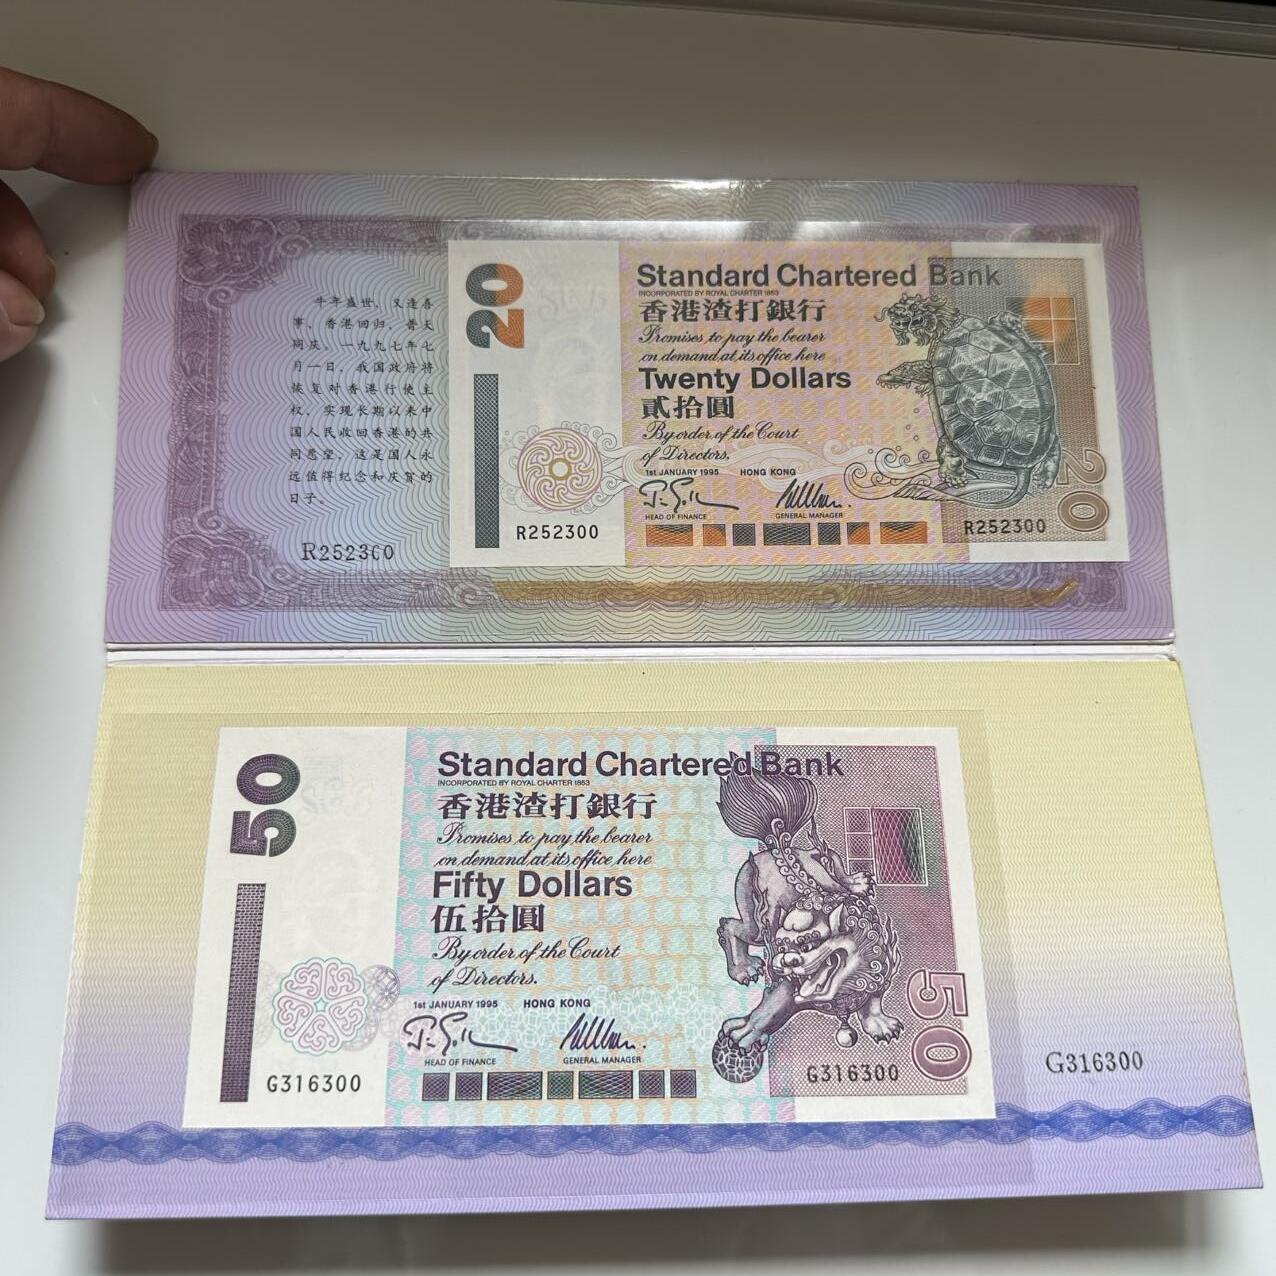 牛年盛世，又逢喜
事，香港回归，普天
同庆。一九九七年七
月一日，我国政府将
恢复对香港行使主
权，实现长期以来中
国人民收回香港的共
同愿望，这是国人永
远值得纪念和庆贺的
日子。
R252300
20
Standard Chartered Bank
INCORPORATED BY ROYAL CHARTER 1853
香港渣打銀行
Promises to pay the bearer
on demand at its office here
Twenty Dollars
貳拾圓
By order of the Court
of Directors.
1st JANUARY 1995 HONG KONG
HEAD OF FINANCE GENERAL MANAGER
R252300
R252300
20
50
Standard Chartered Bank
INCORPORATED BY ROYAL CHARTER 1853
香港渣打銀行
Promises to pay the bearer
on demand at its office here
Fifty Dollars
伍拾圓
By order of the Court
of Directors.
1st JANUARY 1995 HONG KONG
HEAD OF FINANCE GENERAL MANAGER
G316300
G316300
50
G316300